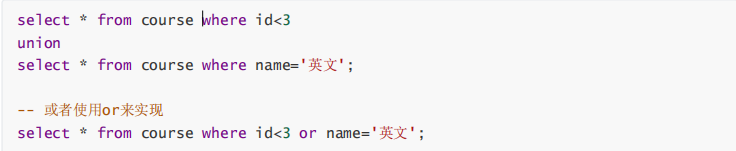 select * from course where id<3
union
select * from course where name='英文';
-- 或者使用or来实现
select * from course where id<3 or name='英文';